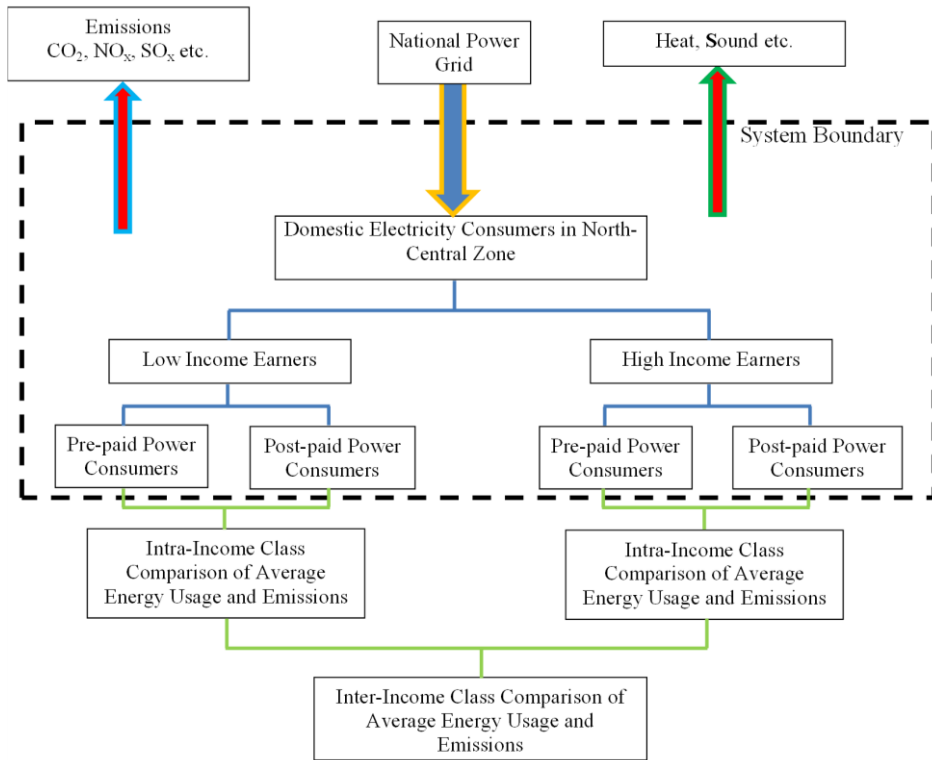 Emissions
CO₂, NOₓ, SOₓ etc.
National Power
Grid
Heat, Sound etc.
System Boundary
Domestic Electricity Consumers in North-
Central Zone
Low Income Earners
High Income Earners
Pre-paid Power
Consumers
Post-paid Power
Consumers
Pre-paid Power
Consumers
Post-paid Power
Consumers
Intra-Income Class
Comparison of Average
Energy Usage and Emissions
Intra-Income Class
Comparison of Average
Energy Usage and Emissions
Inter-Income Class Comparison of
Average Energy Usage and
Emissions